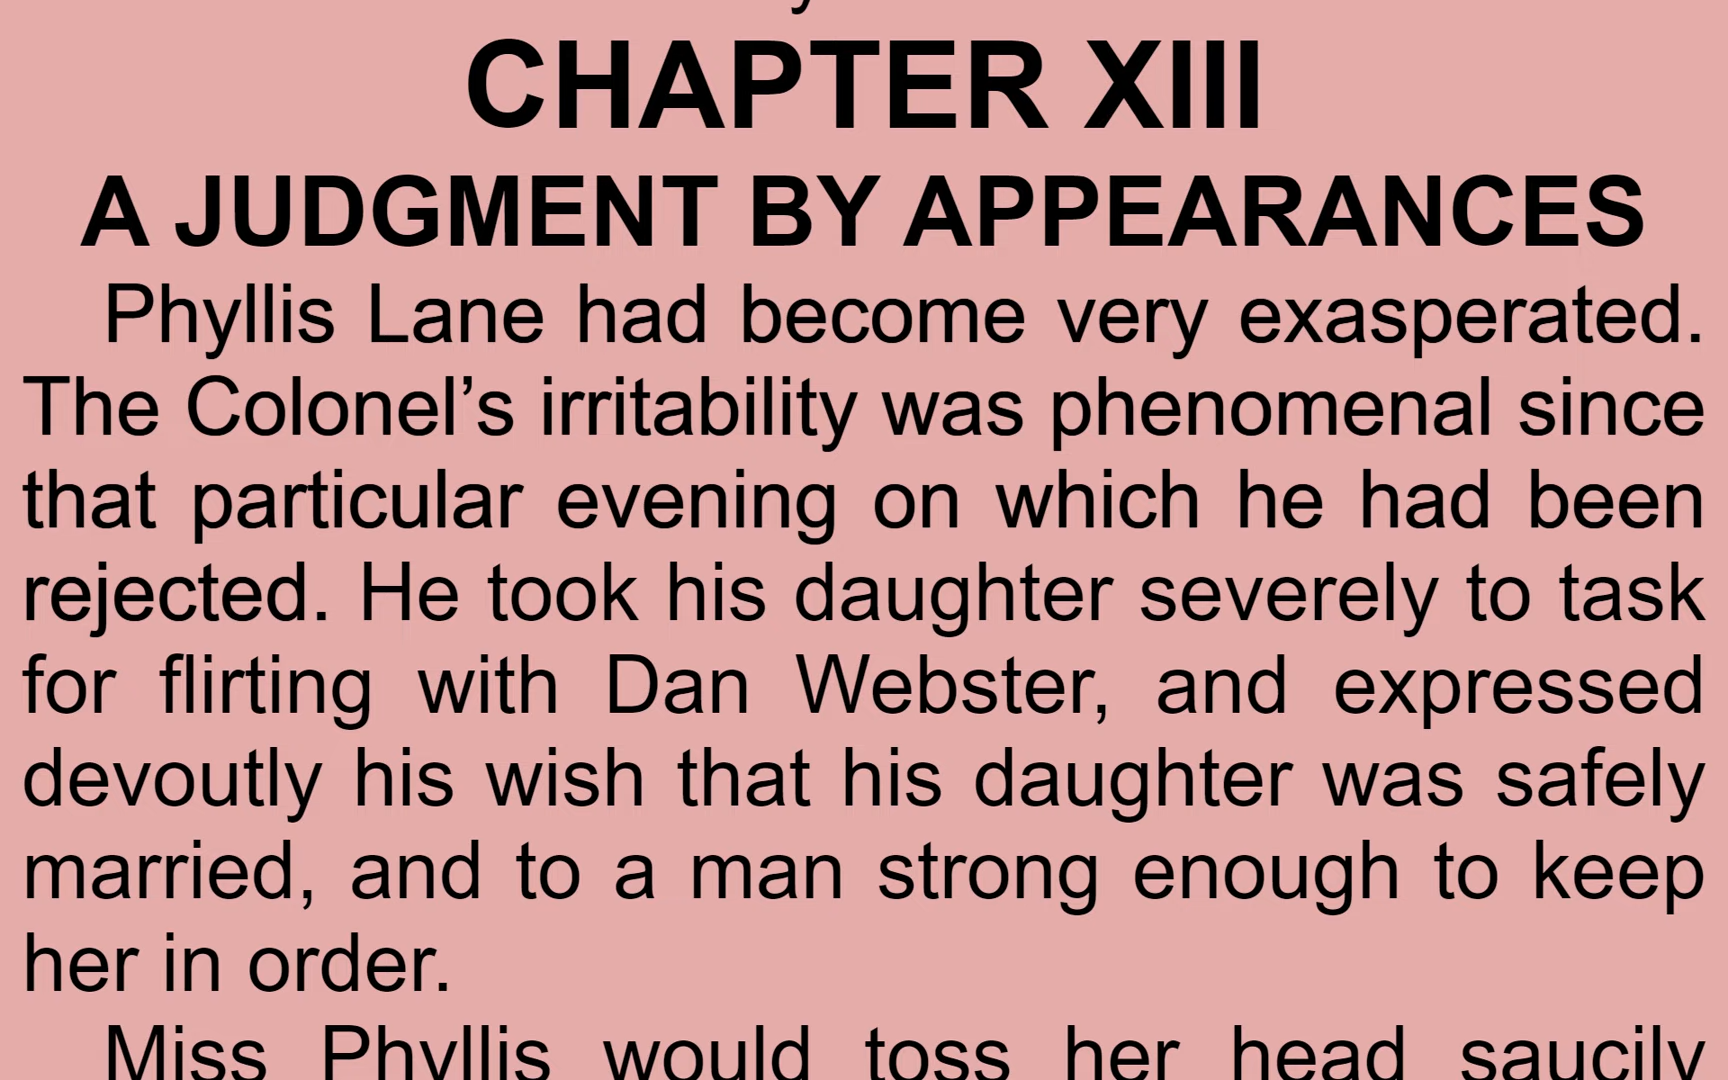 CHAPTER XIII
A JUDGMENT BY APPEARANCES
Phyllis Lane had become very exasperated.
The Colonel’s irritability was phenomenal since
that particular evening on which he had been
rejected. He took his daughter severely to task
for flirting with Dan Webster, and expressed
devoutly his wish that his daughter was safely
married, and to a man strong enough to keep
her in order.
Miss Phyllis would toss her head saucily